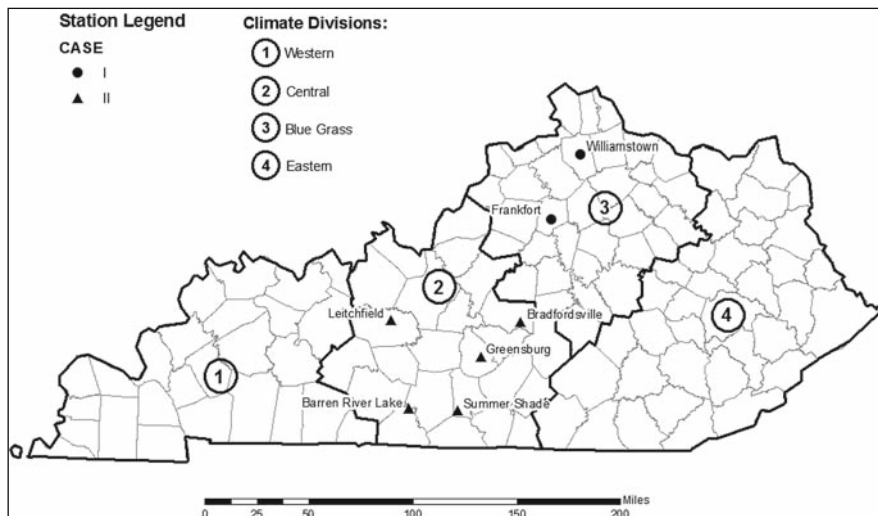 Station Legend
CASE
I
II
Climate Divisions:
1 Western
2 Central
3 Blue Grass
4 Eastern
Williamstown
Frankfort
3
2
Leitchfield
Bradfordsville
4
Greensburg
1
Barren River Lake
Summer Shade
Miles
0 25 50 100 150 200